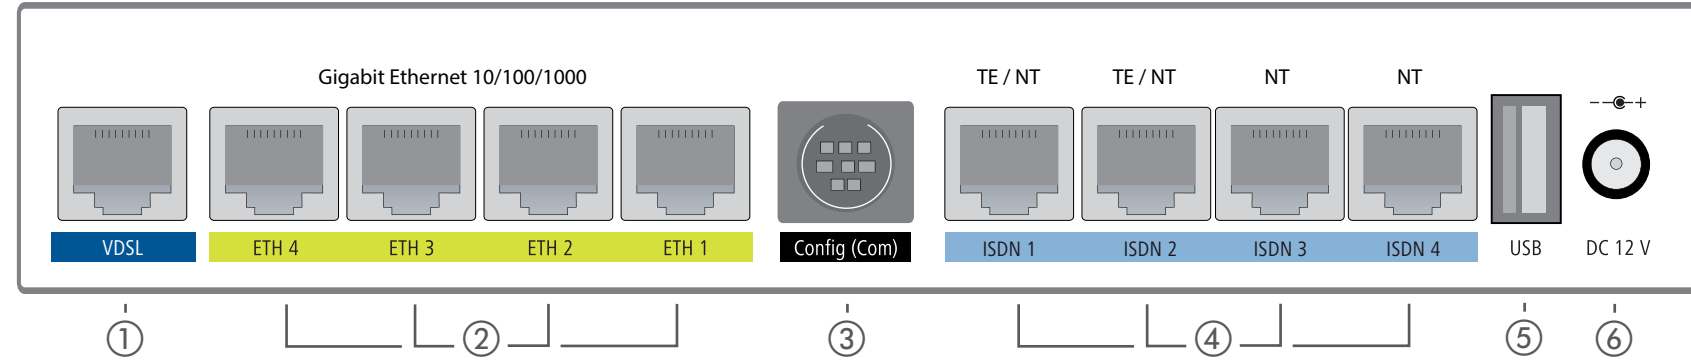 Gigabit Ethernet 10/100/1000 TE / NT TE / NT NT NT
- +
VDSL ETH 4 ETH 3 ETH 2 ETH 1 Config (Com) ISDN 1 ISDN 2 ISDN 3 ISDN 4 USB DC 12 V
① ② ③ ④ ⑤ ⑥